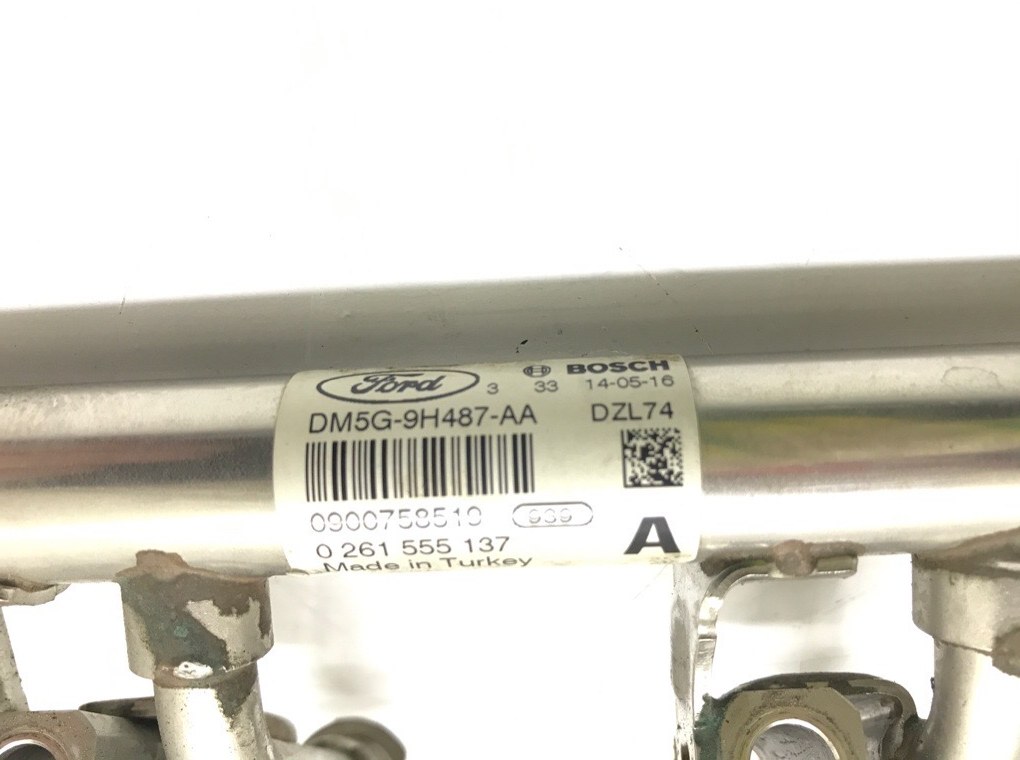 Ford 3 33 BOSCH
14-05-16
DM5G-9H487-AA DZL74
0900758510 939
0 261 555 137 A
Made in Turkey